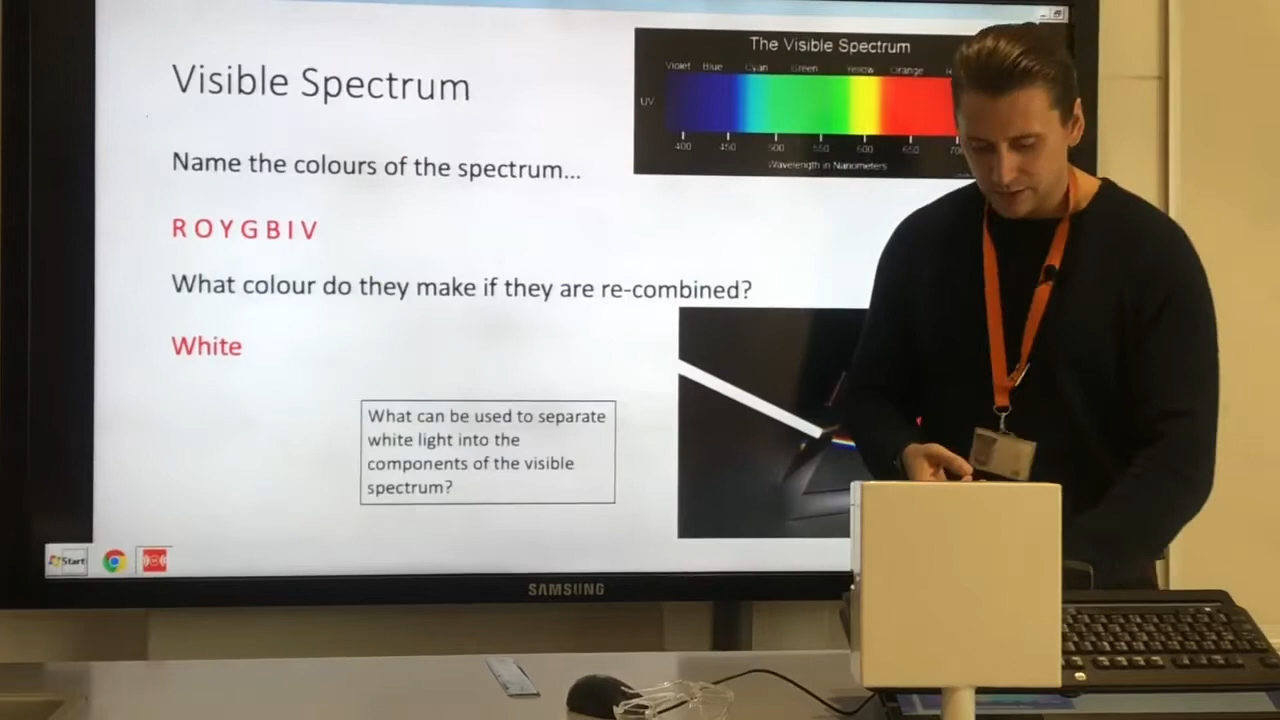 The Visible Spectrum
Violet Blue Cyan Green Yellow Orange
UV
400 450 500 550 600 650
Wavelength in Nanometers
Visible Spectrum
Name the colours of the spectrum...
R O Y G B I V
What colour do they make if they are re-combined?
White
What can be used to separate
white light into the
components of the visible
spectrum?
Start
SAMSUNG